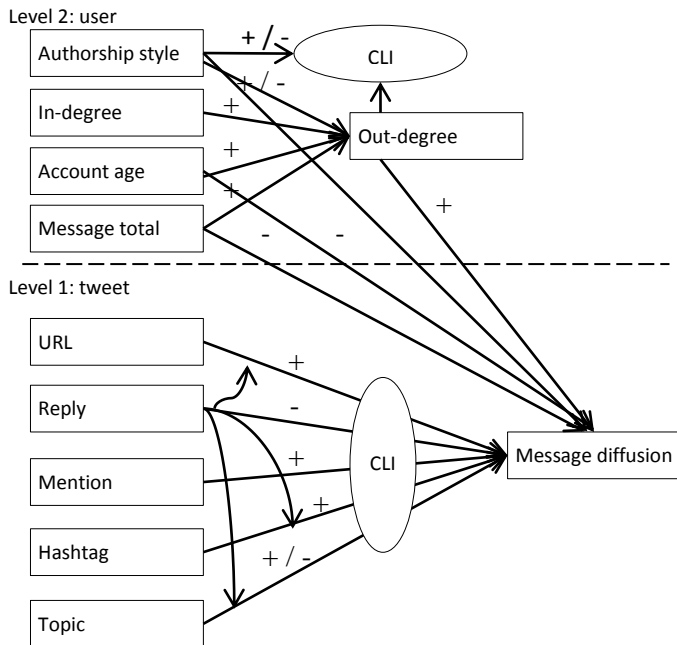 Level 2: user
+ / -
Authorship style
CLI
+ / -
In-degree
+
Out-degree
+
Account age
+
+
Message total
-
-
Level 1: tweet
URL
+
Reply
-
Mention
+
CLI
Message diffusion
+
Hashtag
+ / -
Topic